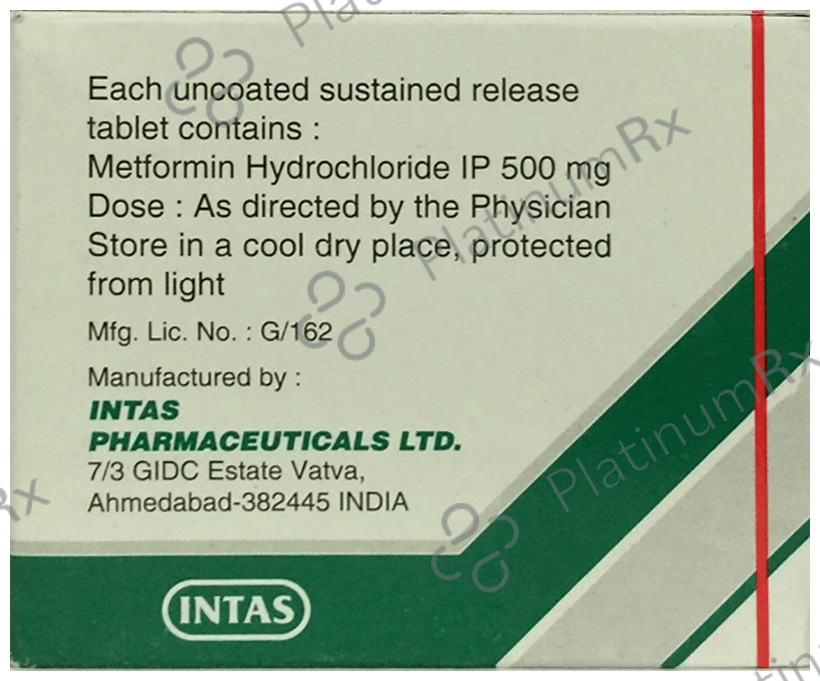 Each uncoated sustained release
tablet contains :
Metformin Hydrochloride IP 500 mg
Dose : As directed by the Physician
Store in a cool dry place, protected
from light
Mfg. Lic. No. : G/162
Manufactured by :
INTAS
PHARMACEUTICALS LTD.
7/3 GIDC Estate Vatva,
Ahmedabad-382445 INDIA
INTAS
PlatinumRx
PlatinumRx